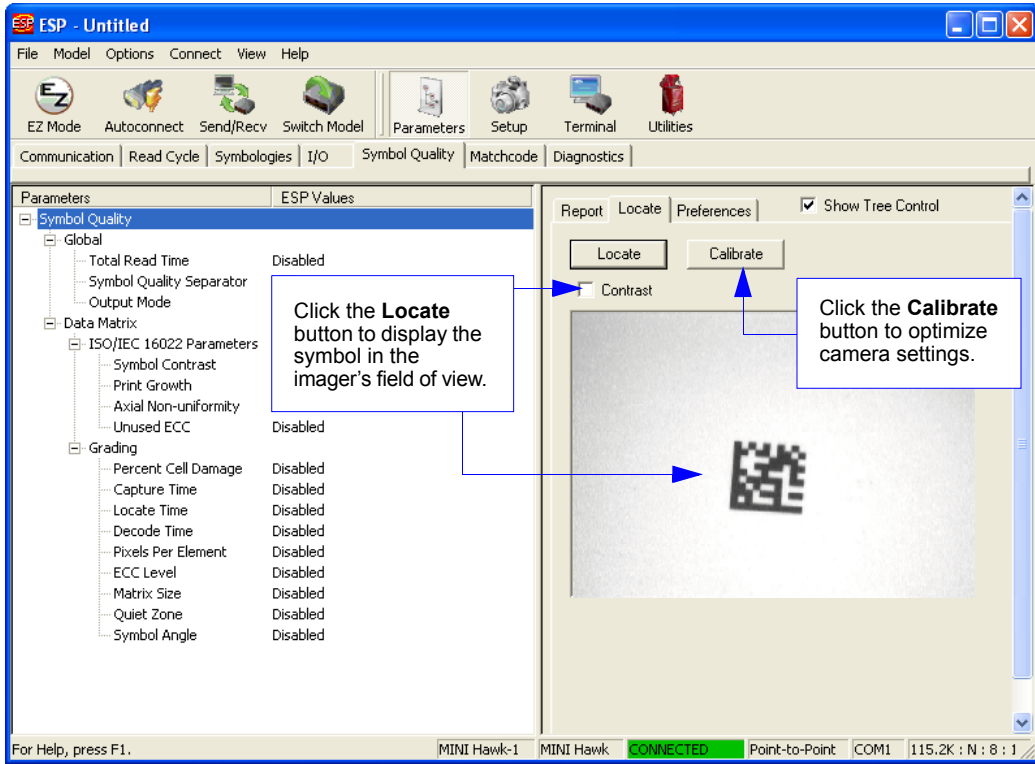 ESP - Untitled
File Model Options Connect View Help
EZ Mode Autoconnect Send/Recv Switch Model Parameters Setup Terminal Utilities
Communication Read Cycle Symbologies I/O Symbol Quality Matchcode Diagnostics
Parameters ESP Values
Symbol Quality
Global
Total Read Time Disabled
Symbol Quality Separator
Output Mode
Data Matrix
ISO/IEC 16022 Parameters
Symbol Contrast
Print Growth
Axial Non-uniformity
Unused ECC Disabled
Grading
Percent Cell Damage Disabled
Capture Time Disabled
Locate Time Disabled
Decode Time Disabled
Pixels Per Element Disabled
ECC Level Disabled
Matrix Size Disabled
Quiet Zone Disabled
Symbol Angle Disabled
Click the Locate
button to display the
symbol in the
imager's field of view.
Report Locate Preferences Show Tree Control
Locate Calibrate
Contrast
Click the Calibrate
button to optimize
camera settings.
For Help, press F1. MINI Hawk-1 MINI Hawk CONNECTED Point-to-Point COM1 115.2K : N : 8 : 1